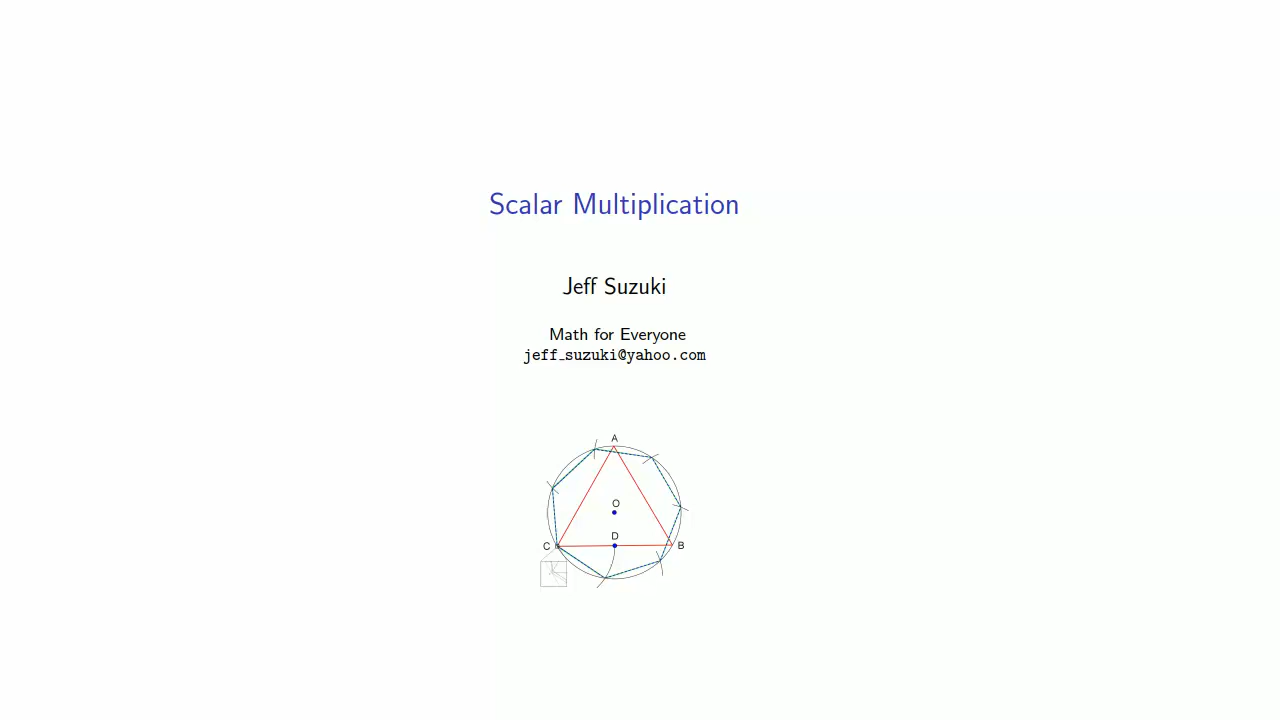 Scalar Multiplication
Jeff Suzuki
Math for Everyone
jeff_suzuki@yahoo.com
A
O
D
C
B